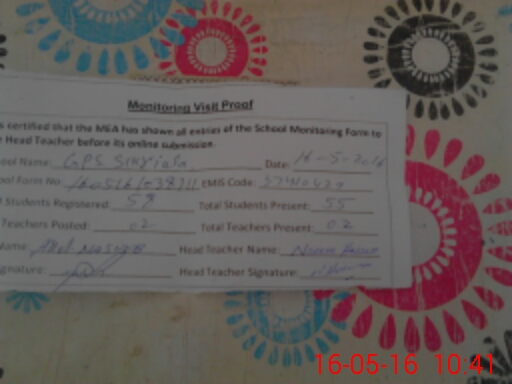 Monitoring Visit Proof
s certified that the MEA has shown all entries of the School Monitoring Form to
e Head Teacher before its online submission.
ool Name: GPS Date: 16-5-2016
ool Form No. EMIS Code:
l Students Registered: 58 Total Students Present: 55
Teachers Posted: 02 Total Teachers Present: 02
Name: Head Teacher Name:
gnature: Head Teacher Signature:
16-05-16 10:41